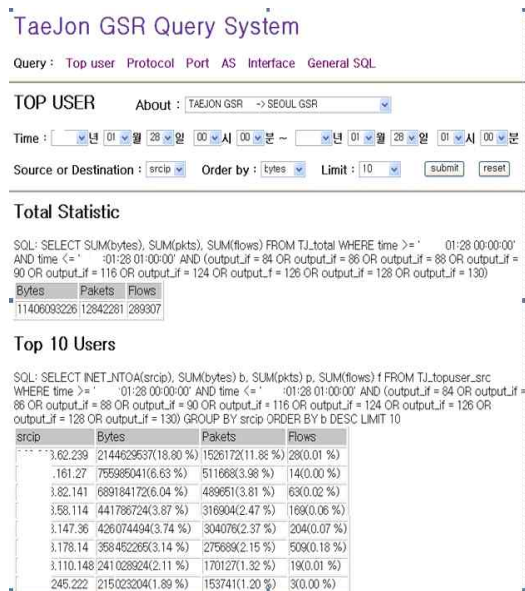 TaeJon GSR Query System
Query : Top user Protocol Port AS Interface General SQL
TOP USER About : TAEJON GSR -> SEOUL GSR
Time : 년 01 월 28 일 00 시 00 분 ~ 년 01 월 28 일 01 시 00 분
Source or Destination : srcip Order by : bytes Limit : 10 submit reset
Total Statistic
SQL: SELECT SUM(bytes), SUM(pkts), SUM(flows) FROM TJ_total WHERE time >= ' 01:28 00:00:00'
AND time <= ' :01:28 01:00:00' AND (output_if = 84 OR output_if = 86 OR output_if = 88 OR output_if =
90 OR output_if = 116 OR output_if = 124 OR output_f = 126 OR output_if = 128 OR output_if = 130)
Bytes Pakets Flows
11406093226 12842281 289307
Top 10 Users
SQL: SELECT INET_NTOA(srcip), SUM(bytes) b, SUM(pkts) p, SUM(flows) f FROM TJ_topuser_src
WHERE time >= ' '01:28 00:00:00' AND time <= ' :01:28 01:00:00' AND (output_if = 84 OR output_if =
86 OR output_if = 88 OR output_if = 90 OR output_if = 116 OR output_if = 124 OR output_if = 126 OR
output_if = 128 OR output_if = 130) GROUP BY srcip ORDER BY b DESC LIMIT 10
srcip Bytes Pakets Flows
3.62.239 2144629537(18.80 %) 1526172(11.88 %) 28(0.01 %)
.161.27 755985041(6.63 %) 511668(3.98 %) 14(0.00 %)
3.82.141 689184172(6.04 %) 489651(3.81 %) 63(0.02 %)
3.58.114 441786724(3.87 %) 316904(2.47 %) 169(0.06 %)
3.147.36 426074494(3.74 %) 304076(2.37 %) 204(0.07 %)
3.178.14 358452265(3.14 %) 275689(2.15 %) 509(0.18 %)
3.110.148 241028924(2.11 %) 170127(1.32 %) 19(0.01 %)
245.222 215023204(1.89 %) 153741(1.20 %) 3(0.00 %)